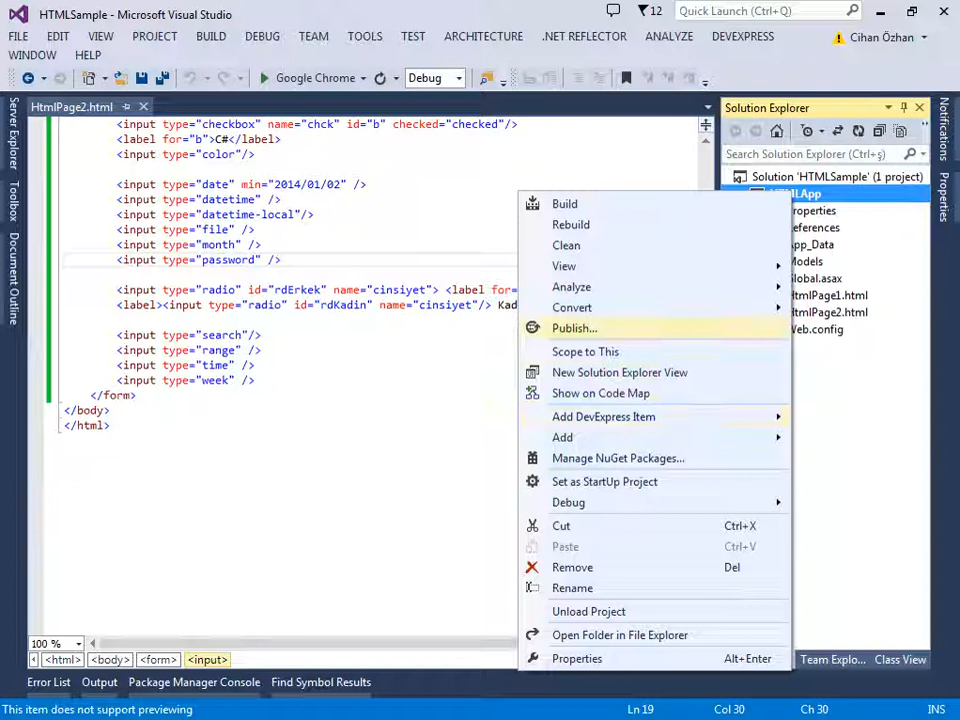 HTMLSample - Microsoft Visual Studio
12
Quick Launch (Ctrl+Q)
FILE EDIT VIEW PROJECT BUILD DEBUG TEAM TOOLS TEST ARCHITECTURE .NET REFLECTOR ANALYZE DEVEXPRESS
Cihan Özhan
WINDOW HELP
Google Chrome
Debug
HtmlPage2.html
Solution Explorer
Search Solution Explorer (Ctrl+ş)
Server Explorer
Toolbox
Document Outline
Notifications
Properties
<input type="checkbox" name="chck" id="b" checked="checked"/>
<label for="b">C#</label>
<input type="color"/>
<input type="date" min="2014/01/02" />
<input type="datetime" />
<input type="datetime-local"/>
<input type="file" />
<input type="month" />
<input type="password" />
<input type="radio" id="rdErkek" name="cinsiyet"> <label for=
<label><input type="radio" id="rdKadin" name="cinsiyet"/> Kad
<input type="search"/>
<input type="range" />
<input type="time" />
<input type="week" />
</form>
</body>
</html>
Solution 'HTMLSample' (1 project)
HTMLApp
Properties
References
App_Data
Models
Global.asax
HtmlPage1.html
HtmlPage2.html
Web.config
Build
Rebuild
Clean
View
Analyze
Convert
Publish...
Scope to This
New Solution Explorer View
Show on Code Map
Add DevExpress Item
Add
Manage NuGet Packages...
Set as StartUp Project
Debug
Cut Ctrl+X
Paste Ctrl+V
Remove Del
Rename
Unload Project
Open Folder in File Explorer
Properties Alt+Enter
100 %
<html> <body> <form> <input>
Team Explo... Class View
Error List Output Package Manager Console Find Symbol Results
This item does not support previewing
Ln 19 Col 30 Ch 30 INS